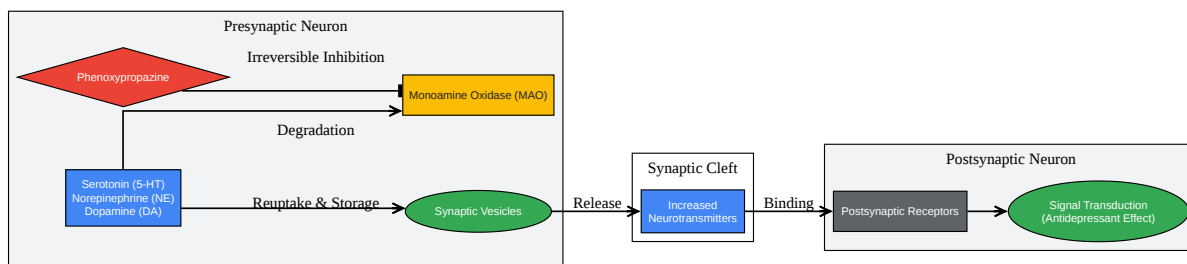 Presynaptic Neuron
Irreversible Inhibition
Phenoxypropazine
Monoamine Oxidase (MAO)
Degradation
Serotonin (5-HT)
Norepinephrine (NE)
Dopamine (DA)
Reuptake & Storage
Synaptic Vesicles
Release
Synaptic Cleft
Increased
Neurotransmitters
Binding
Postsynaptic Neuron
Postsynaptic Receptors
Signal Transduction
(Antidepressant Effect)